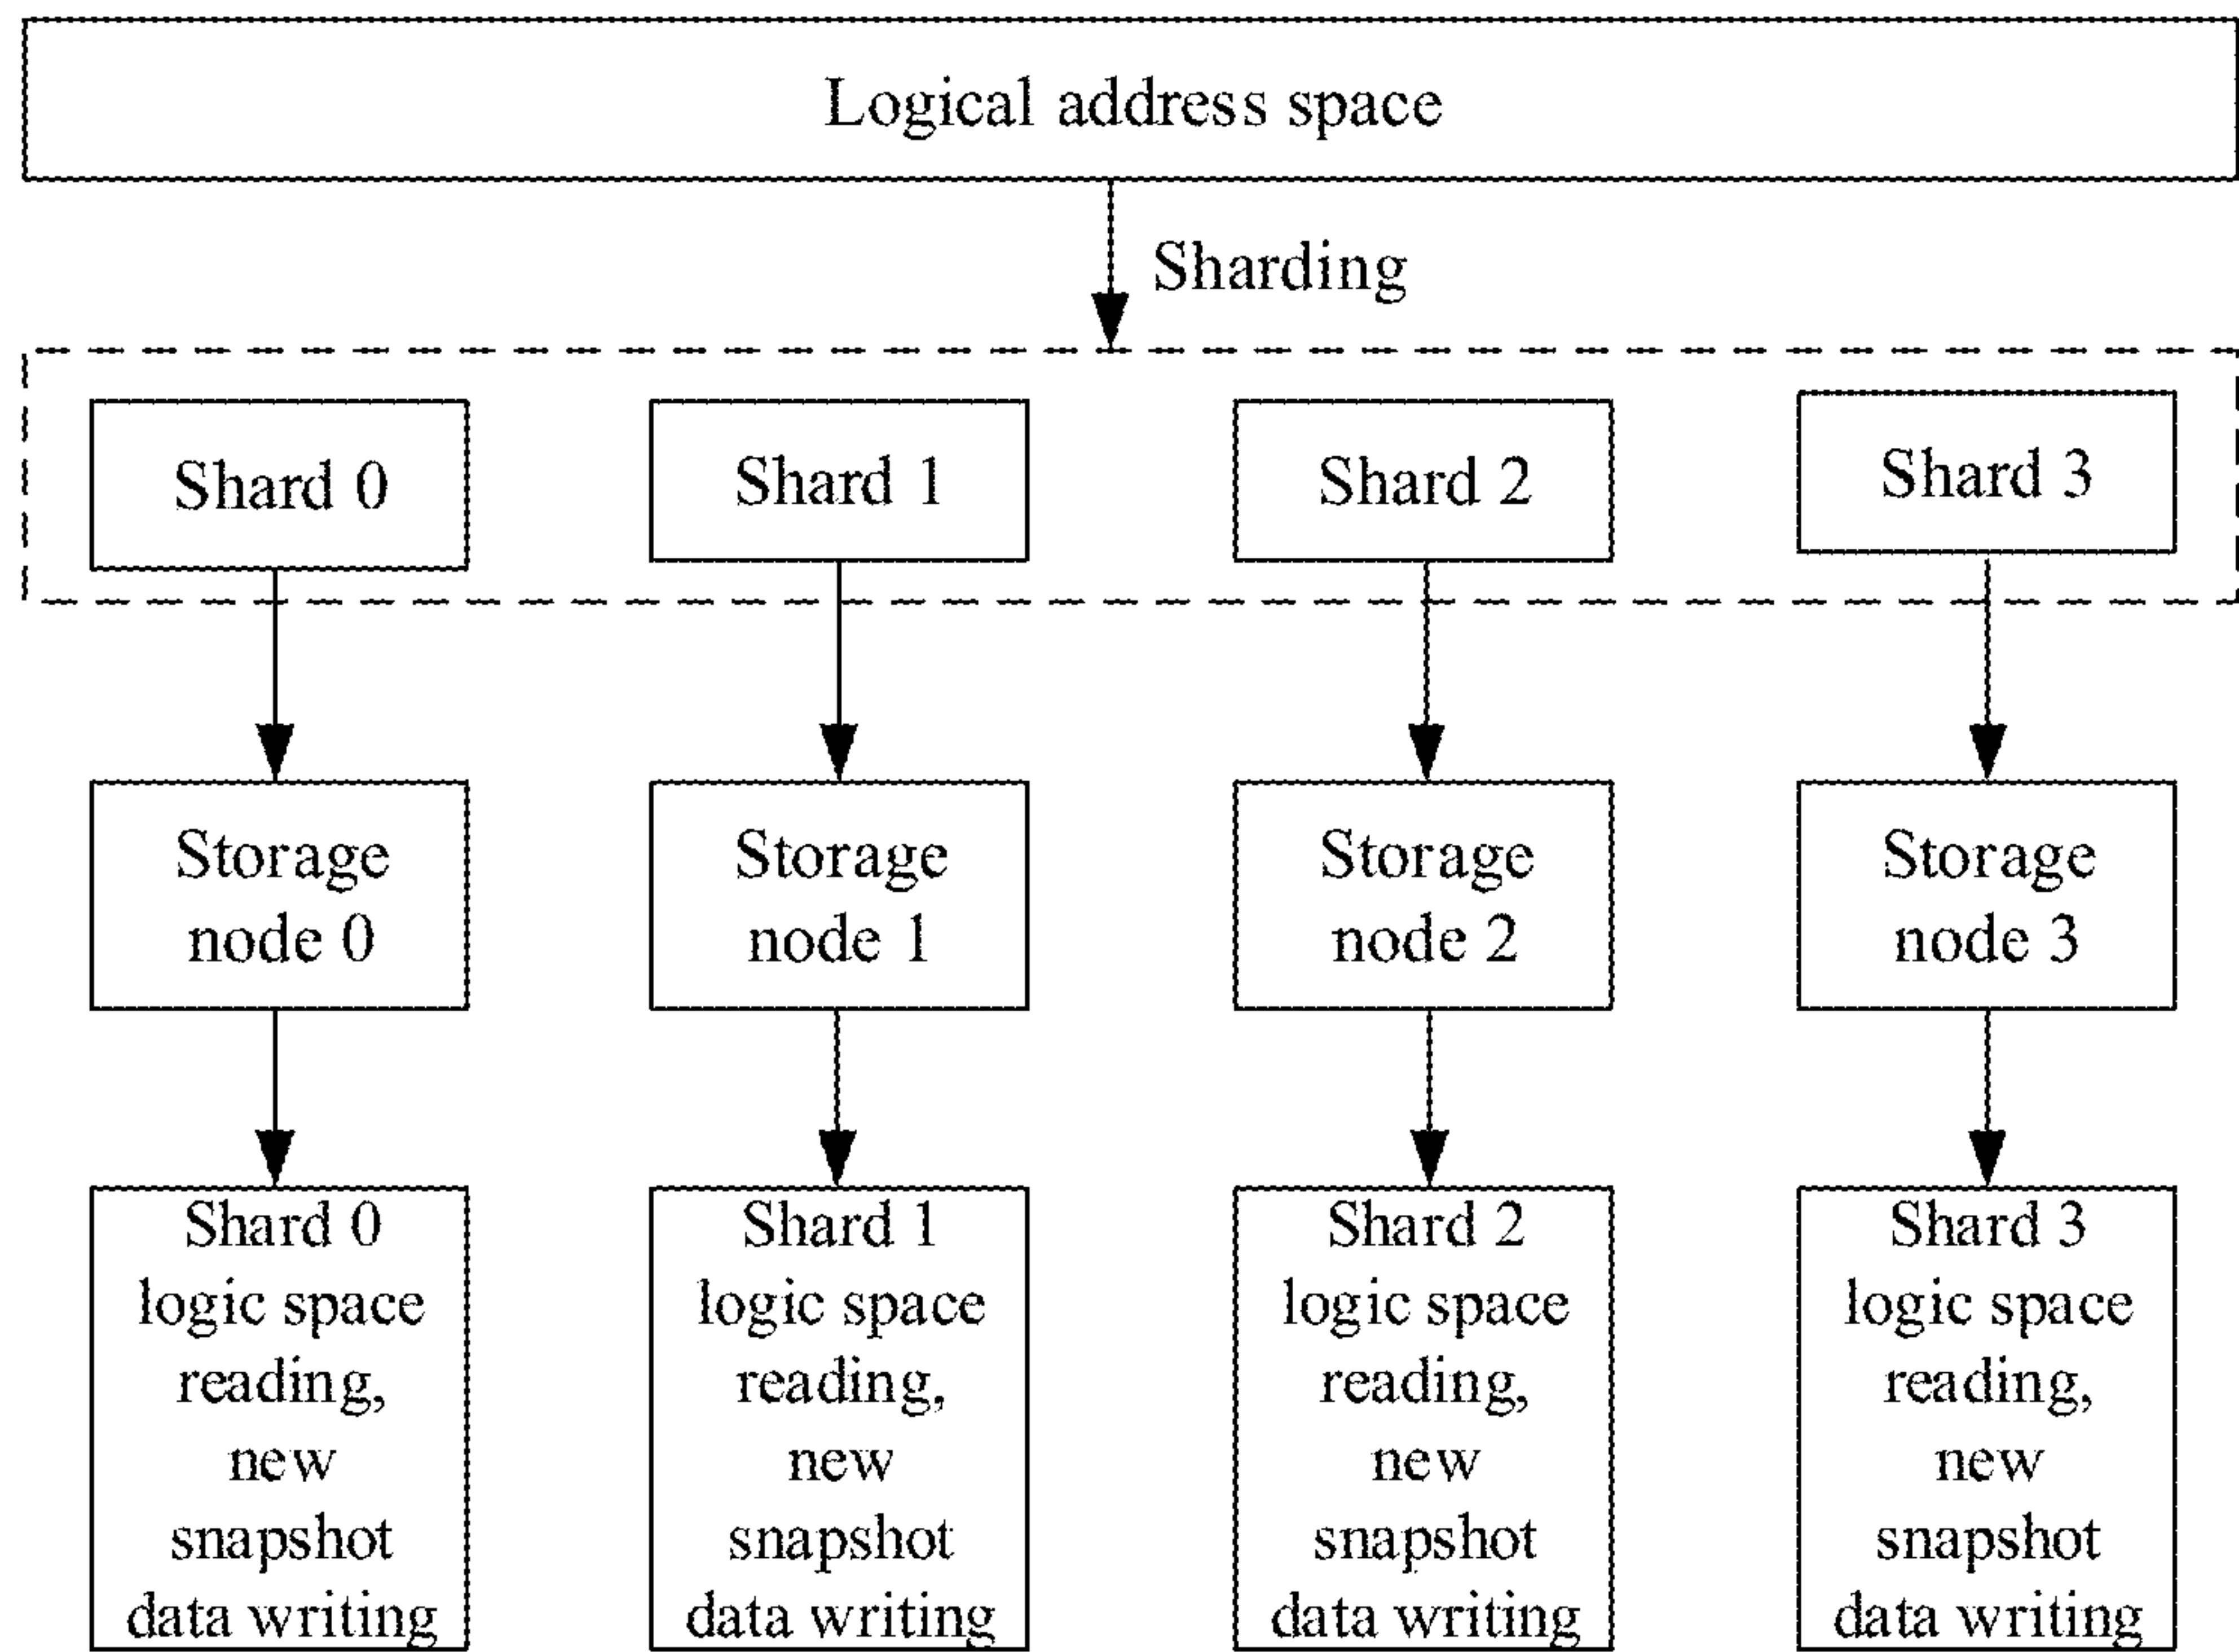 Logical address space
Sharding
Shard 0
Shard 1
Shard 2
Shard 3
Storage
node 0
Storage
node 1
Storage
node 2
Storage
node 3
Shard 0
logic space
reading,
new
snapshot
data writing
Shard 1
logic space
reading,
new
snapshot
data writing
Shard 2
logic space
reading,
new
snapshot
data writing
Shard 3
logic space
reading,
new
snapshot
data writing